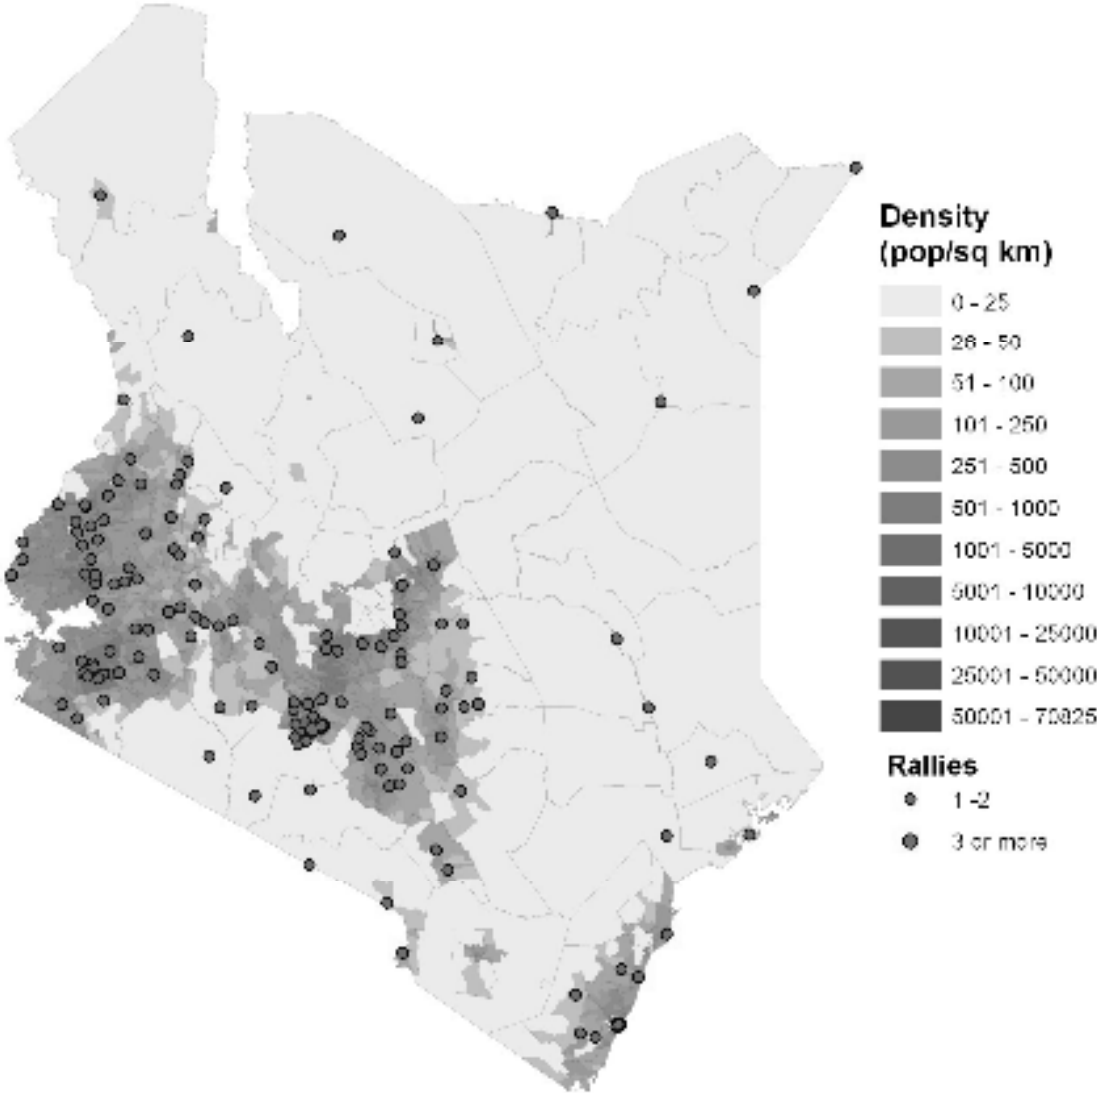 Density
(pop/sq km)
0 - 25
26 - 50
51 - 100
101 - 250
251 - 500
501 - 1000
1001 - 5000
5001 - 10000
10001 - 25000
25001 - 50000
50001 - 70825
Rallies
1 -2
3 or more